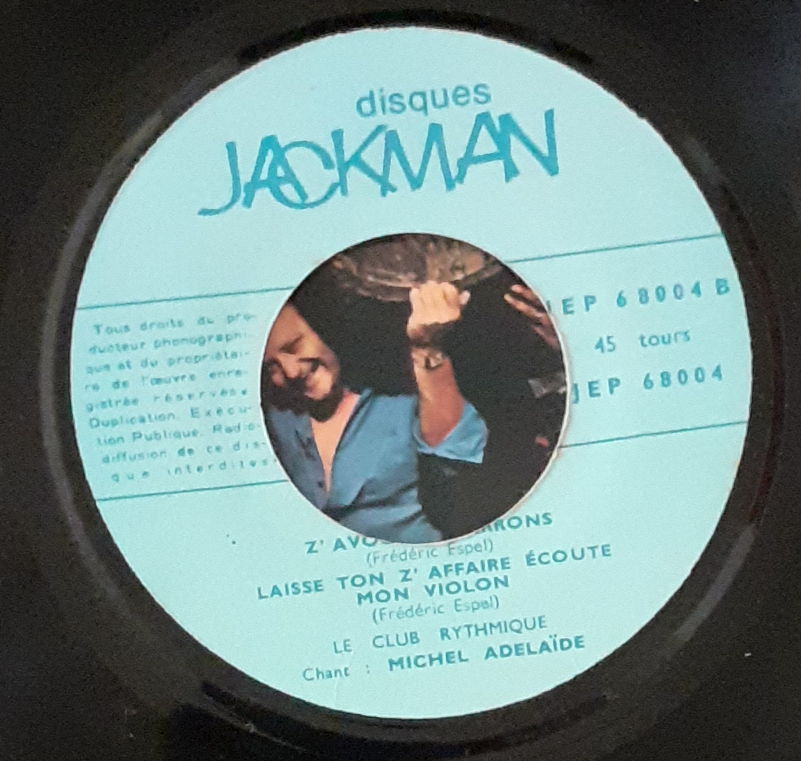 disques
JACKMAN
Tous droits du pro-
ducteur phonographi-
que et du propriétai-
re de l'œuvre enre-
gistrée réservés.
Duplication. Exécu-
tion Publique. Radio-
diffusion de ce dis-
que interdites.
JEP 68004 B
45 tours
JEP 68004
Z'
(Frédéric Espel)
LAISSE TON Z' AFFAIRE ÉCOUTE
MON VIOLON
(Frédéric Espel)
LE CLUB RYTHMIQUE
Chant : MICHEL ADELAÏDE